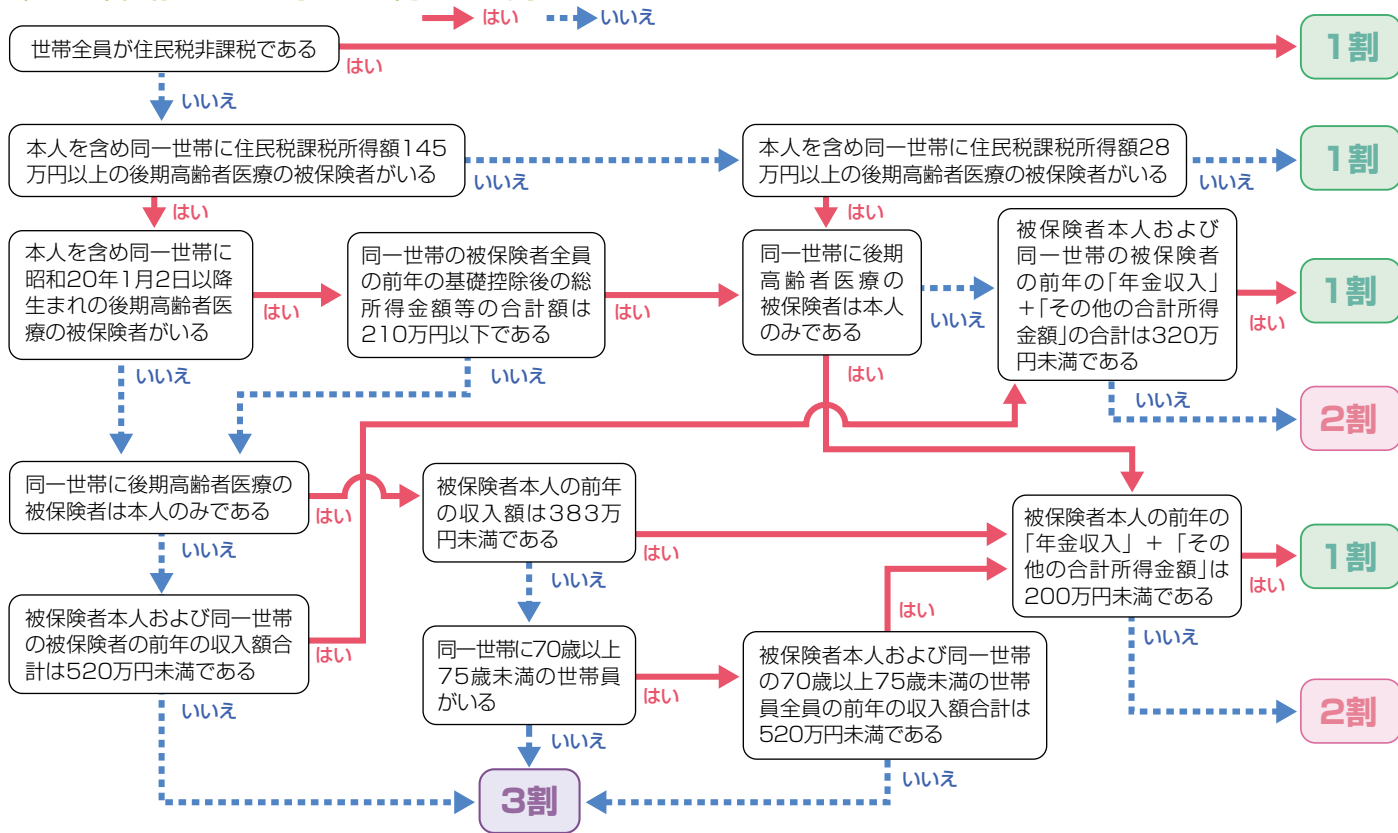 はい いいえ
世帯全員が住民税非課税である
はい
1割
いいえ
本人を含め同一世帯に住民税課税所得額145
万円以上の後期高齢者医療の被保険者がいる
いいえ
本人を含め同一世帯に住民税課税所得額28
万円以上の後期高齢者医療の被保険者がいる
いいえ
1割
はい
はい
本人を含め同一世帯に
昭和20年1月2日以降
生まれの後期高齢者医
療の被保険者がいる
はい
同一世帯の被保険者全員
の前年の基礎控除後の総
所得金額等の合計額は
210万円以下である
はい
同一世帯に後期
高齢者医療の
被保険者は本人
のみである
いいえ
被保険者本人および
同一世帯の被保険者
の前年の「年金収入」
+「その他の合計所得
金額」の合計は320万
円未満である
はい
1割
いいえ
いいえ
はい
いいえ
2割
同一世帯に後期高齢者医療の
被保険者は本人のみである
はい
被保険者本人の前年
の収入額は383万
円未満である
はい
被保険者本人の前年の
「年金収入」+「その
他の合計所得金額」は
200万円未満である
はい
1割
いいえ
いいえ
はい
いいえ
被保険者本人および同一世帯
の被保険者の前年の収入額合
計は520万円未満である
はい
同一世帯に70歳以上
75歳未満の世帯員
がいる
はい
被保険者本人および同一世帯
の70歳以上75歳未満の世帯
員全員の前年の収入額合計は
520万円未満である
2割
いいえ
いいえ
いいえ
3割